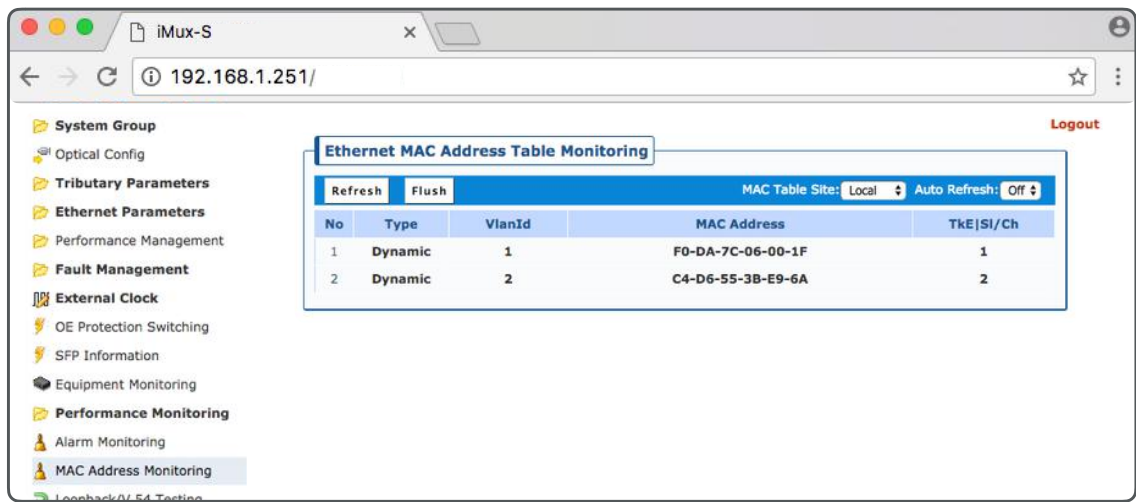 iMux-S
192.168.1.251/
System Group
Optical Config
Tributary Parameters
Ethernet Parameters
Performance Management
Fault Management
External Clock
OE Protection Switching
SFP Information
Equipment Monitoring
Performance Monitoring
Alarm Monitoring
MAC Address Monitoring
Loopback/V.54 Testing
Logout
Ethernet MAC Address Table Monitoring
Refresh Flush MAC Table Site: Local Auto Refresh: Off
No Type VlanId MAC Address TkE|Sl/Ch
1 Dynamic 1 F0-DA-7C-06-00-1F 1
2 Dynamic 2 C4-D6-55-3B-E9-6A 2